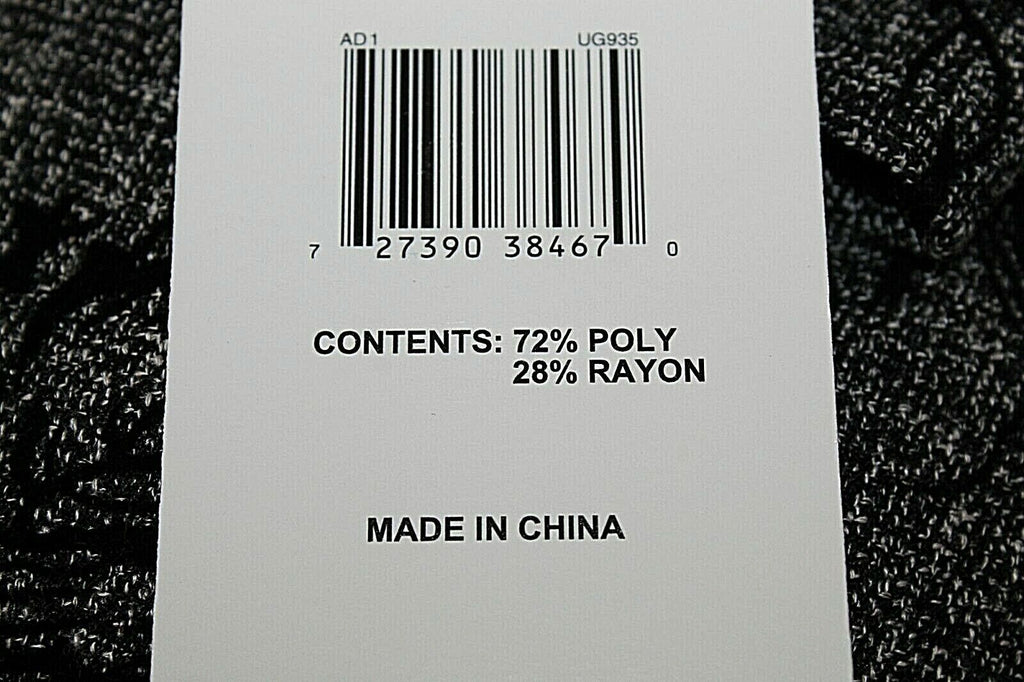 AD1 UG935
7 27390 38467 0
CONTENTS: 72% POLY
28% RAYON
MADE IN CHINA